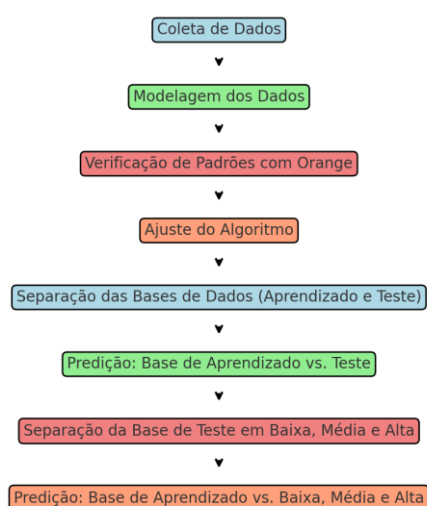 Coleta de Dados
Modelagem dos Dados
Verificação de Padrões com Orange
Ajuste do Algoritmo
Separação das Bases de Dados (Aprendizado e Teste)
Predição: Base de Aprendizado vs. Teste
Separação da Base de Teste em Baixa, Média e Alta
Predição: Base de Aprendizado vs. Baixa, Média e Alta